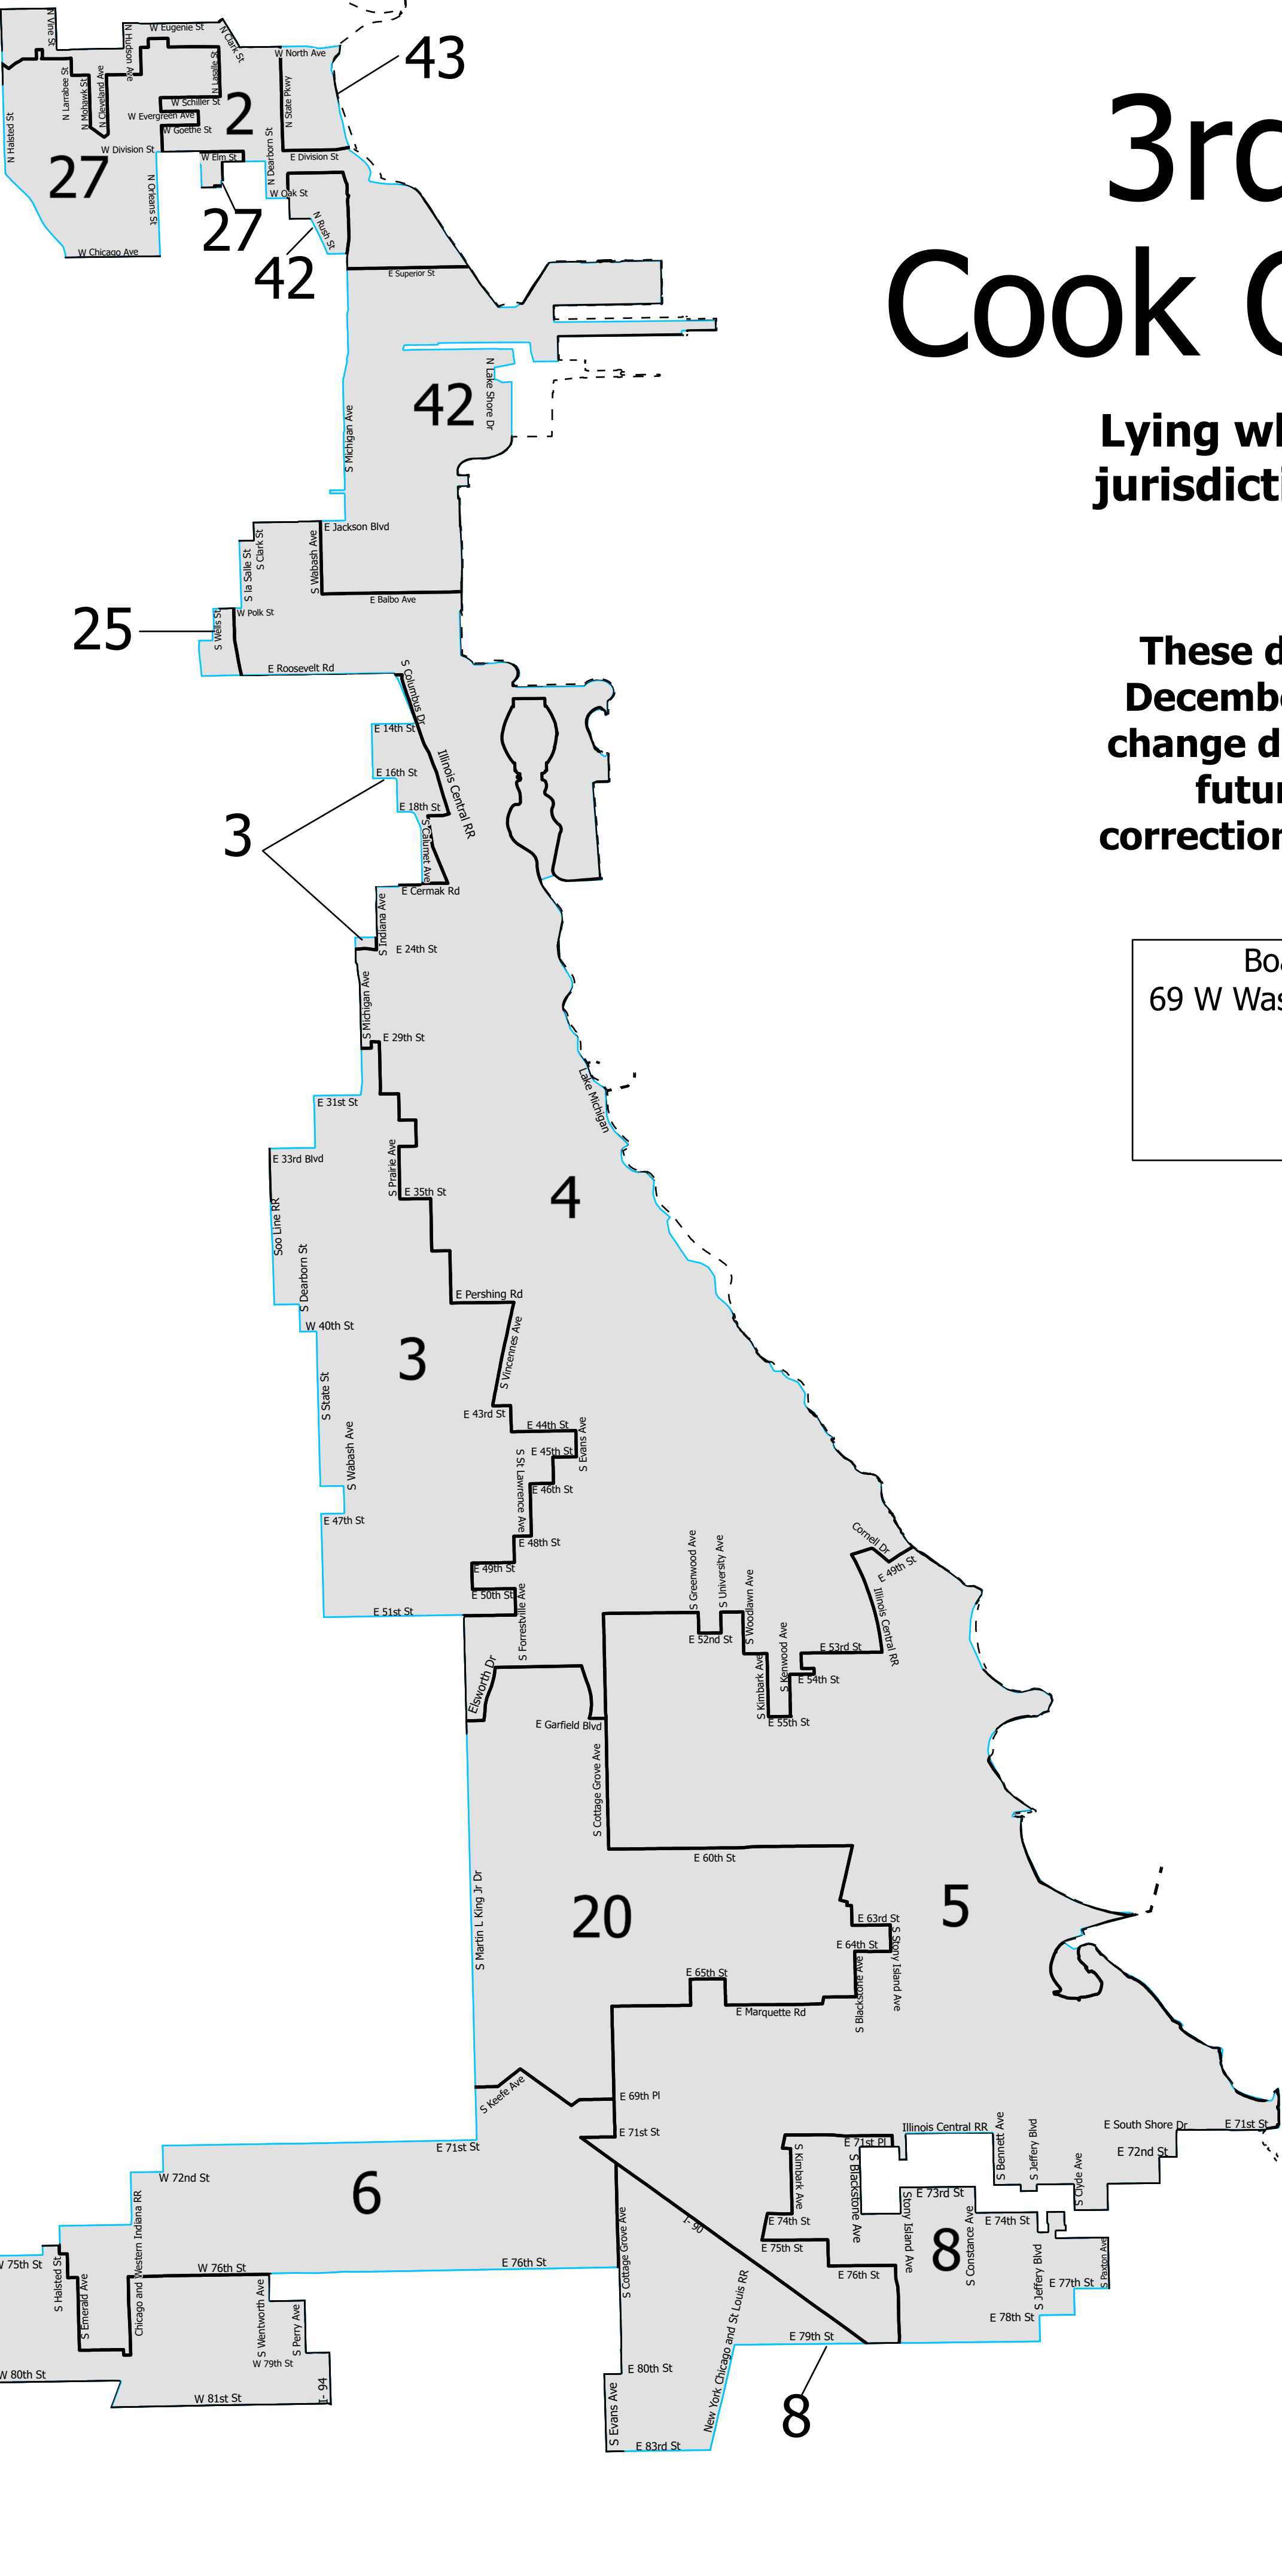 3rd
Cook C
Lying wh
jurisdicti
These d
Decembe
change d
futur
correction
Boa
69 W Was
N Vine St
N Hudson Ave
W Eugenie St
N Clark St
W North Ave
43
N Larrabee St
N Mohawk St
N Cleveland Ave
N Lasalle St
N State Pkwy
W Schiller St
2
W Evergreen Ave
W Goethe St
N Halsted St
W Division St
W Elm St
N Dearborn St
E Division St
27
N Orleans St
W Oak St
27
N Rush St
W Chicago Ave
42
E Superior St
N Lake Shore Dr
42
S Michigan Ave
E Jackson Blvd
S Clark St
S la Salle St
S Wabash Ave
E Balbo Ave
W Polk St
25
S Wells St
E Roosevelt Rd
S Columbus Dr
E 14th St
E 16th St
Illinois Central RR
E 18th St
3
S Calumet Ave
E Cermak Rd
S Indiana Ave
E 24th St
S Michigan Ave
E 29th St
Lake Michigan
E 31st St
E 33rd Blvd
S Prairie Ave
E 35th St
4
Soo Line RR
S Dearborn St
E Pershing Rd
W 40th St
S Vincennes Ave
3
S State St
E 43rd St
E 44th St
S Evans Ave
S Wabash Ave
E 45th St
S St Lawrence Ave
E 46th St
E 47th St
E 48th St
Cornell Dr
E 49th St
E 49th St
S Greenwood Ave
S University Ave
S Woodlawn Ave
E 50th St
S Forrestville Ave
E 51st St
Illinois Central RR
E 52nd St
S Kenwood Ave
E 53rd St
S Kimbark Ave
E 54th St
Elsworth Dr
E Garfield Blvd
E 55th St
S Cottage Grove Ave
E 60th St
S Martin L King Jr Dr
20
5
E 63rd St
E 64th St
S Stony Island Ave
E 65th St
S Blackstone Ave
E Marquette Rd
S Keefe Ave
E 69th Pl
E 71st St
E 71st St
Illinois Central RR
S Bennett Ave
S Jeffery Blvd
E South Shore Dr
E 71st St
E 71st Pl
E 72nd St
W 72nd St
6
S Kimbark Ave
S Blackstone Ave
S Clyde Ave
E 73rd St
Stony Island Ave
Chicago and Western Indiana RR
S Cottage Grove Ave
I- 90
E 74th St
E 74th St
E 75th St
8
S Constance Ave
W 75th St
W 76th St
E 76th St
E 76th St
S Jeffery Blvd
E 77th St
S Paxton Ave
S Halsted St
S Emerald Ave
S Wentworth Ave
S Perry Ave
E 78th St
New York Chicago and St Louis RR
E 79th St
W 79th St
W 80th St
E 80th St
I- 94
W 81st St
S Evans Ave
8
E 83rd St